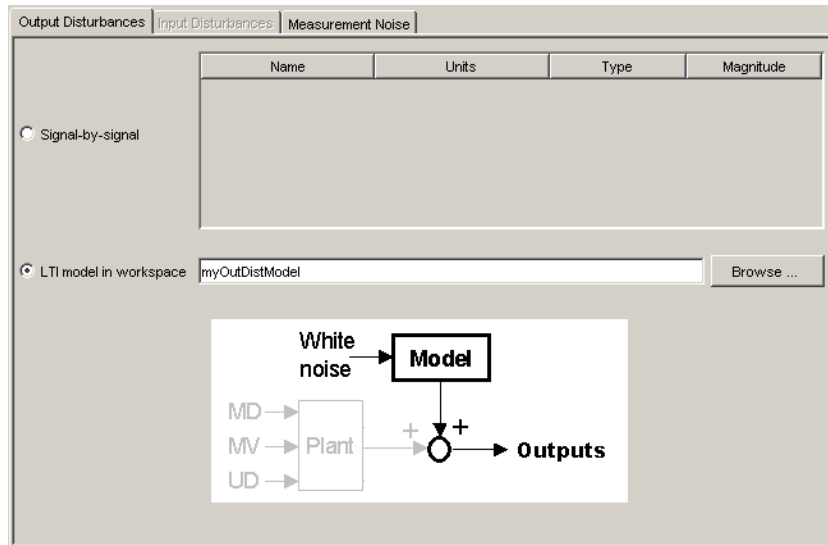 Output Disturbances Input Disturbances Measurement Noise
Name Units Type Magnitude
Signal-by-signal
LTI model in workspace myOutDistModel Browse ...
White
noise
Model
MD
MV
UD
Plant
+
+
Outputs